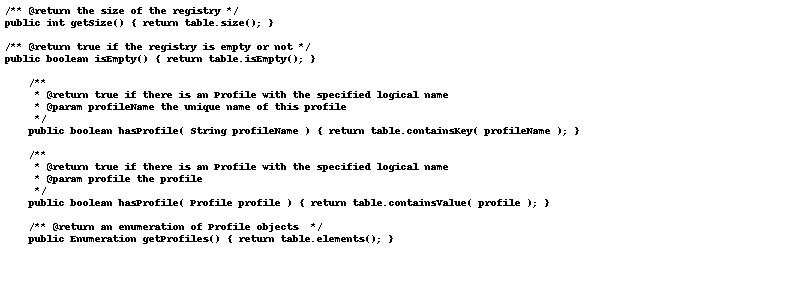 /** @return the size of the registry */
public int getSize() { return table.size(); }
/** @return true if the registry is empty or not */
public boolean isEmpty() { return table.isEmpty(); }
/**
* @return true if there is an Profile with the specified logical name
* @param profileName the unique name of this profile
*/
public boolean hasProfile( String profileName ) { return table.containsKey( profileName ); }
/**
* @return true if there is an Profile with the specified logical name
* @param profile the profile
*/
public boolean hasProfile( Profile profile ) { return table.containsValue( profile ); }
/** @return an enumeration of Profile objects  */
public Enumeration getProfiles() { return table.elements(); }